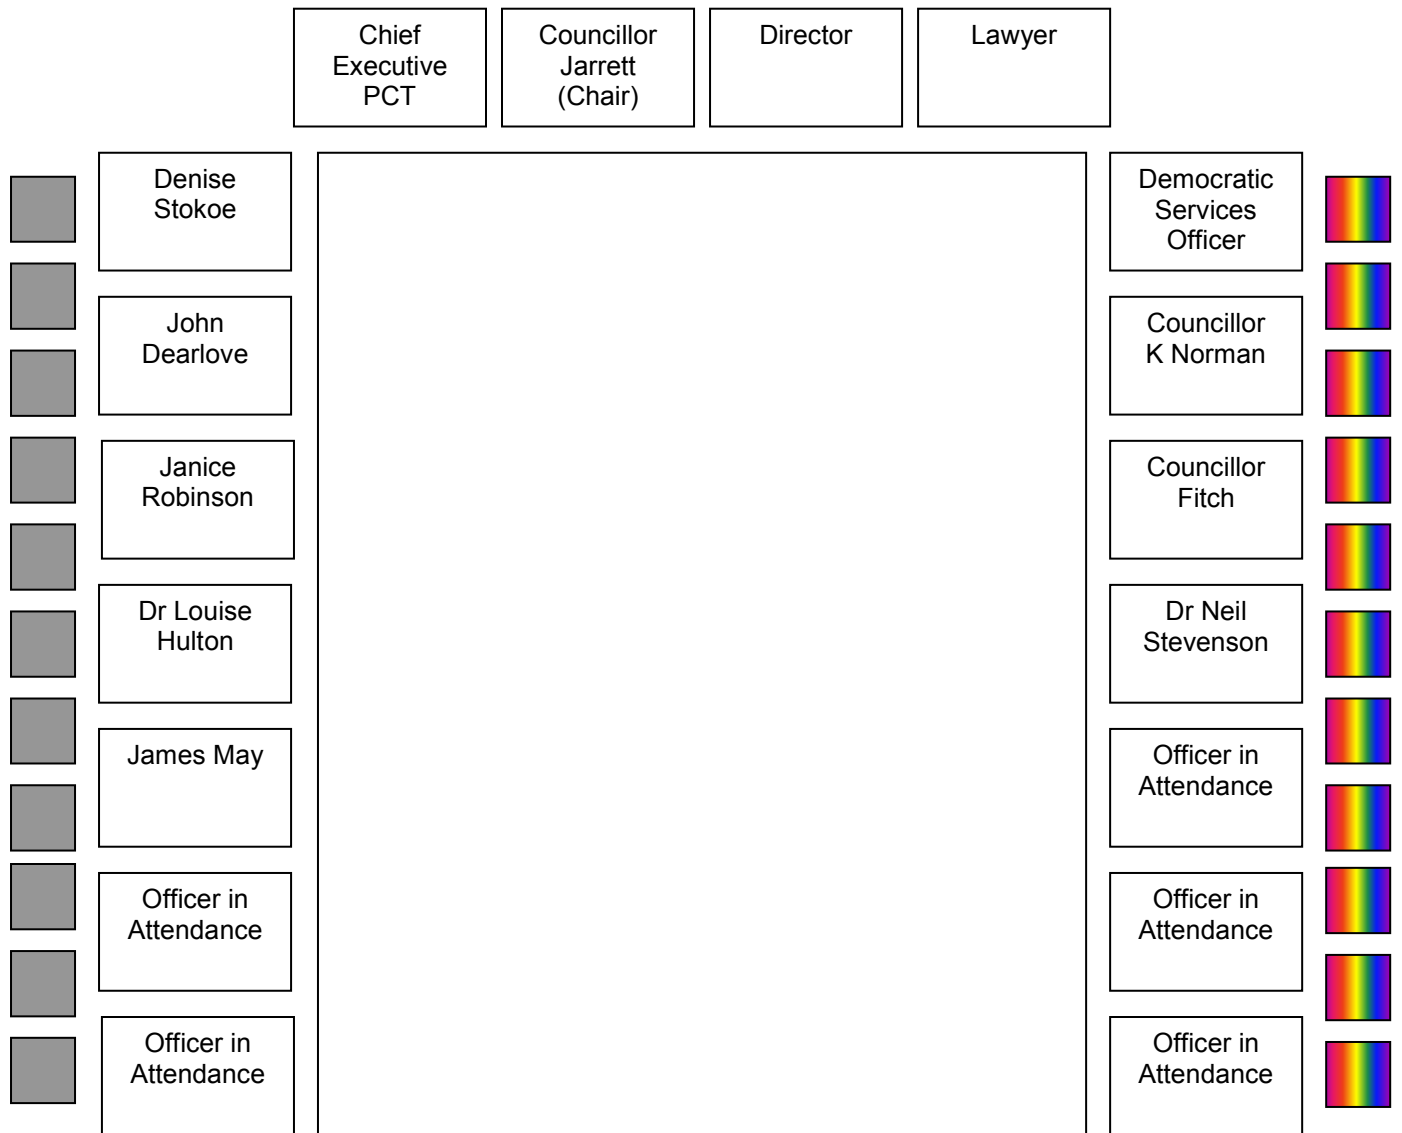 Chief
Executive
PCT
Councillor
Jarrett
(Chair)
Director
Lawyer
Denise
Stokoe
Democratic
Services
Officer
John
Dearlove
Councillor
K Norman
Janice
Robinson
Councillor
Fitch
Dr Louise
Hulton
Dr Neil
Stevenson
James May
Officer in
Attendance
Officer in
Attendance
Officer in
Attendance
Officer in
Attendance
Officer in
Attendance